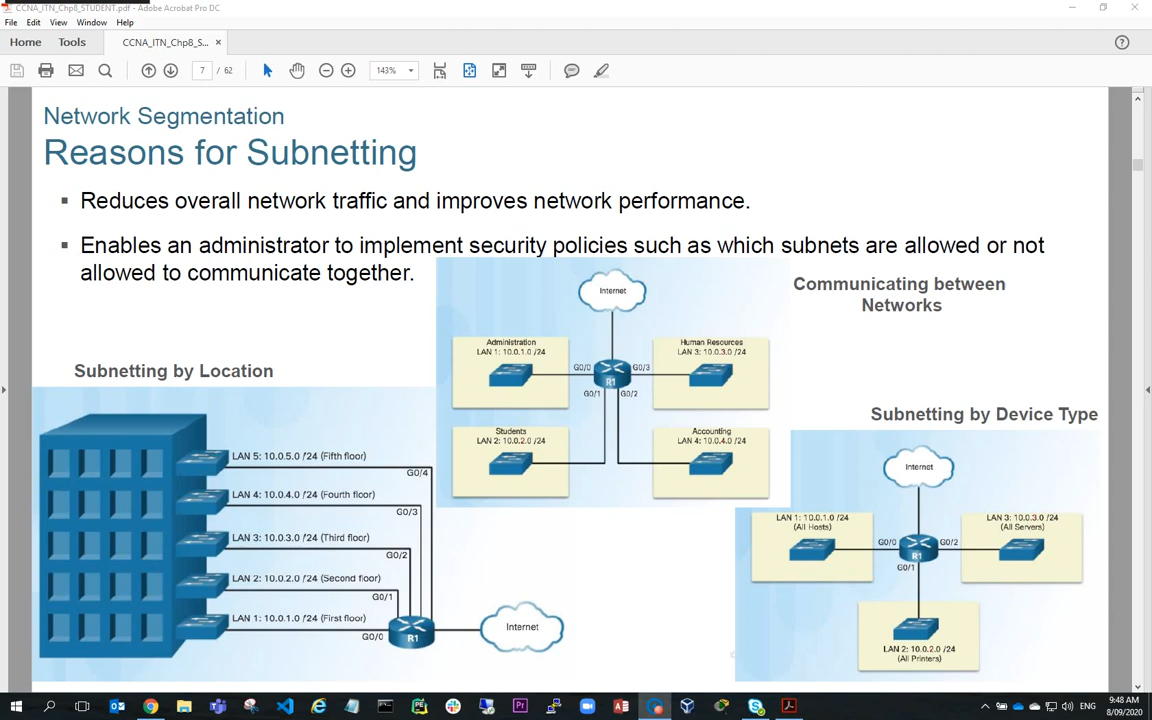 CCNA_ITN_Chp8_STUDENT.pdf - Adobe Acrobat Pro DC
File Edit View Window Help
Home Tools CCNA_ITN_Chp8_S... ×
7 / 62 143%
Network Segmentation
Reasons for Subnetting
▪ Reduces overall network traffic and improves network performance.
▪ Enables an administrator to implement security policies such as which subnets are allowed or not
allowed to communicate together.
Communicating between
Networks
Internet
Administration
LAN 1: 10.0.1.0 /24
Human Resources
LAN 3: 10.0.3.0 /24
G0/0
G0/3
R1
G0/1
G0/2
Students
LAN 2: 10.0.2.0 /24
Accounting
LAN 4: 10.0.4.0 /24
Subnetting by Location
LAN 5: 10.0.5.0 /24 (Fifth floor)
G0/4
LAN 4: 10.0.4.0 /24 (Fourth floor)
G0/3
LAN 3: 10.0.3.0 /24 (Third floor)
G0/2
LAN 2: 10.0.2.0 /24 (Second floor)
G0/1
LAN 1: 10.0.1.0 /24 (First floor)
G0/0
R1
Internet
Subnetting by Device Type
Internet
LAN 1: 10.0.1.0 /24
(All Hosts)
LAN 3: 10.0.3.0 /24
(All Servers)
G0/0
G0/2
R1
G0/1
LAN 2: 10.0.2.0 /24
(All Printers)
ENG
9:48 AM
8/09/2020